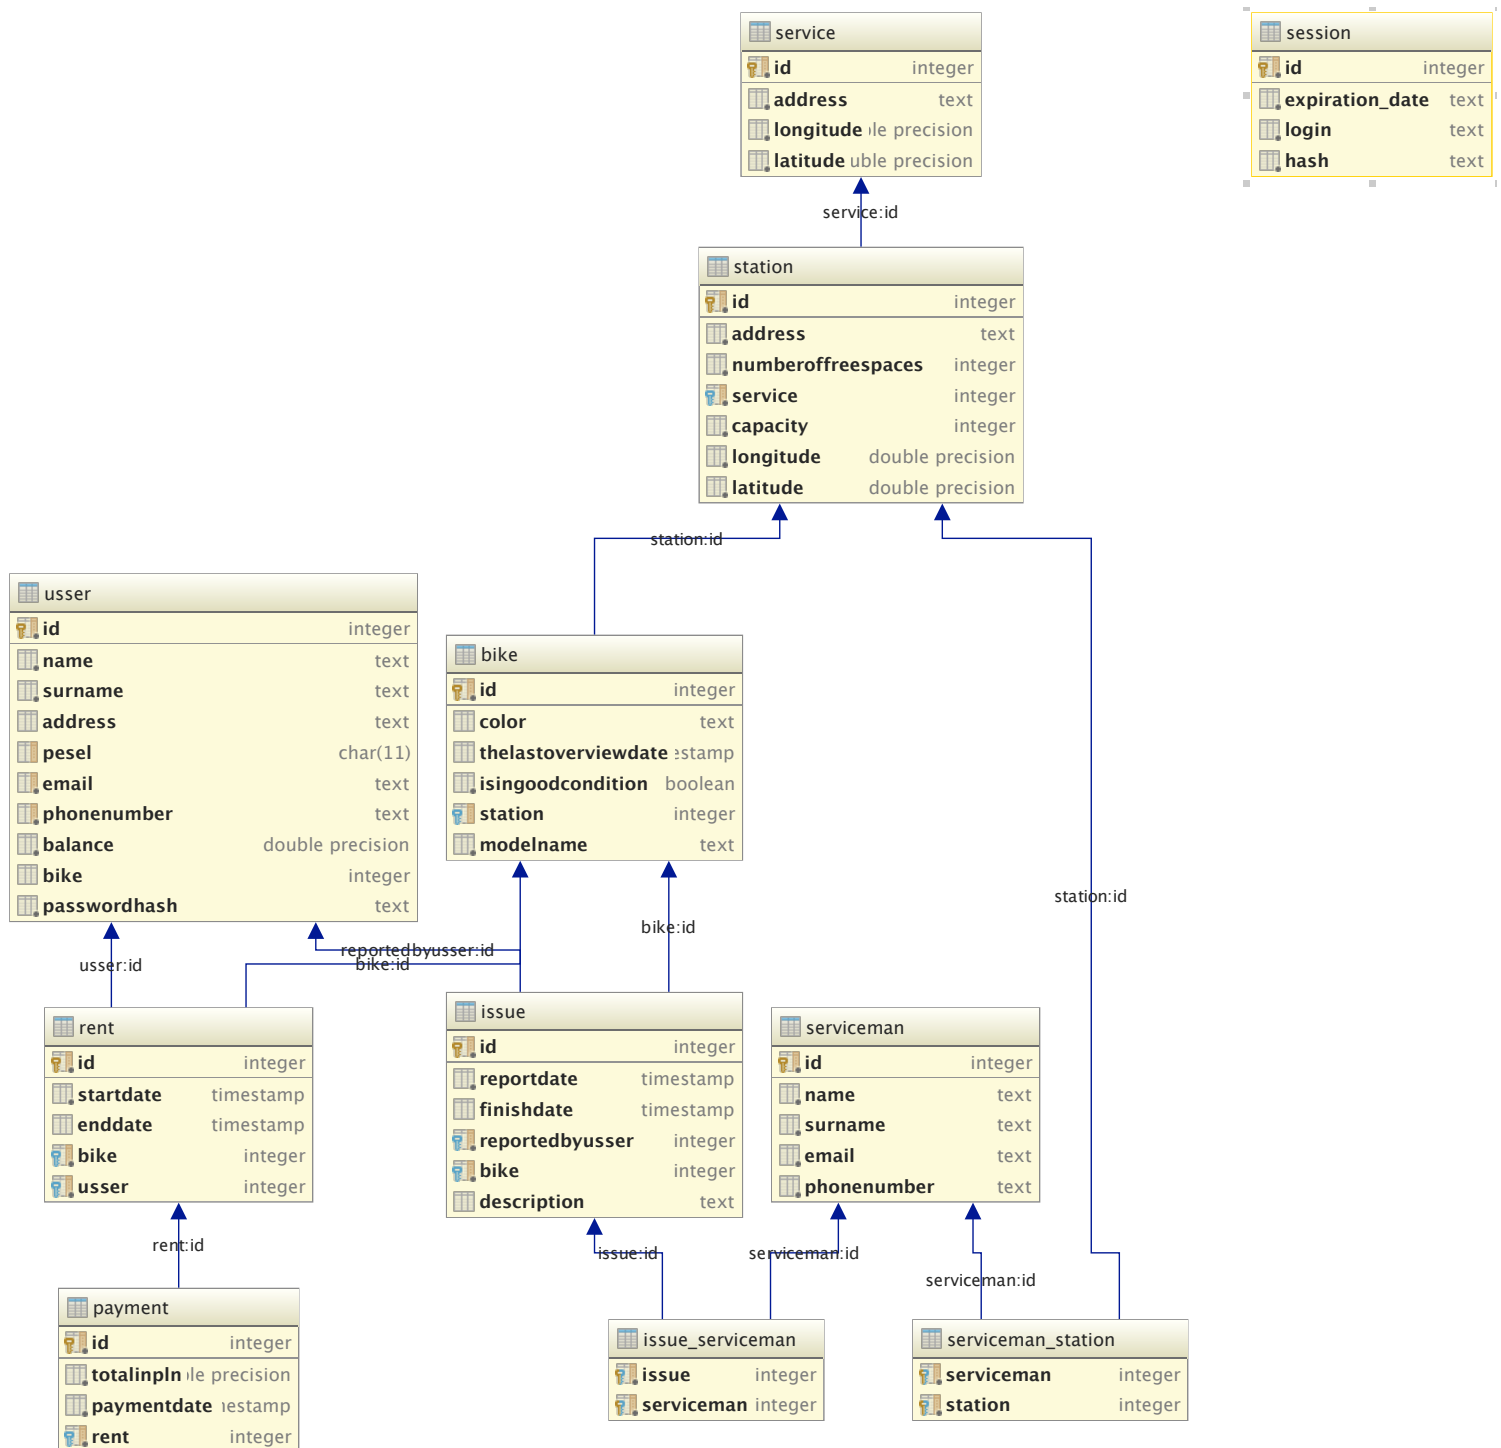 service
id integer
address text
longitude le precision
latitude uble precision
session
id integer
expiration_date text
login text
hash text
service:id
station
id integer
address text
numberoffreespaces integer
service integer
capacity integer
longitude double precision
latitude double precision
station:id
usser
id integer
name text
surname text
address text
pesel char(11)
email text
phonenumber text
balance double precision
bike integer
passwordhash text
bike
id integer
color text
thelastoverviewdate estamp
isingoodcondition boolean
station integer
modelname text
station:id
bike:id
reportedbyusser:id
bike:id
usser:id
rent
id integer
startdate timestamp
enddate timestamp
bike integer
usser integer
issue
id integer
reportdate timestamp
finishdate timestamp
reportedbyusser integer
bike integer
description text
serviceman
id integer
name text
surname text
email text
phonenumber text
rent:id
issue:id
serviceman:id
serviceman:id
payment
id integer
totalinpln le precision
paymentdate nestamp
rent integer
issue_serviceman
issue integer
serviceman integer
serviceman_station
serviceman integer
station integer